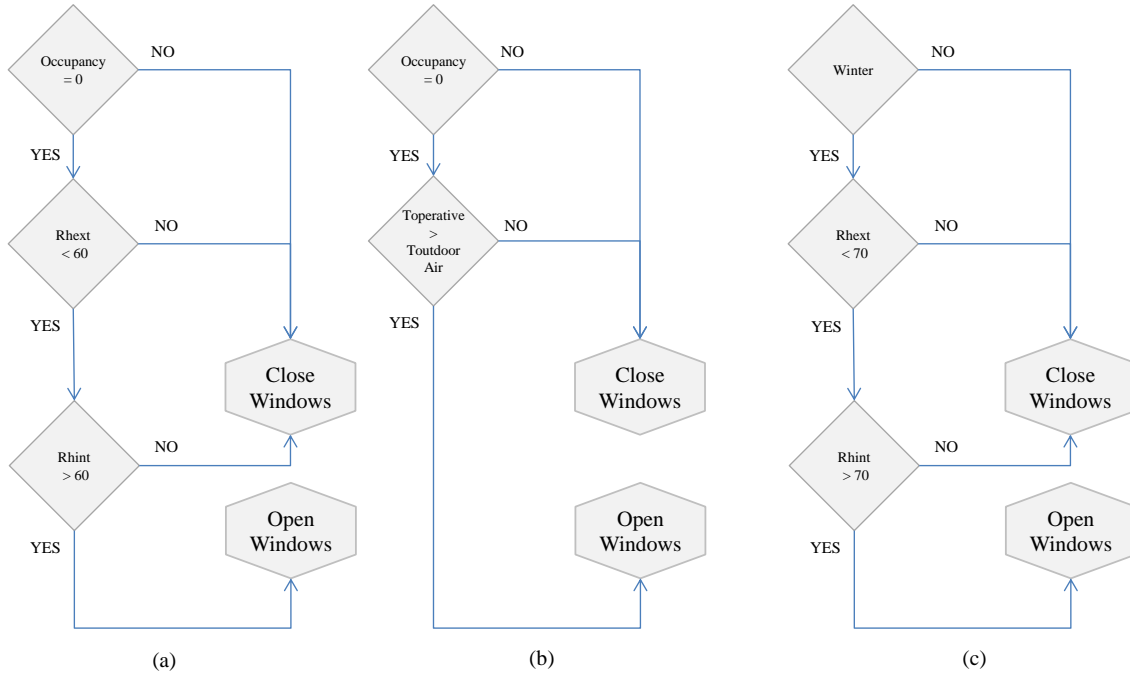 Occupancy
= 0
NO
YES
Rhext
< 60
NO
YES
Rhint
> 60
NO
YES
Close
Windows
Open
Windows
(a)
Occupancy
= 0
NO
YES
Toperative
>
Toutdoor
Air
NO
YES
Close
Windows
Open
Windows
(b)
Winter
NO
YES
Rhext
< 70
NO
YES
Rhint
> 70
NO
YES
Close
Windows
Open
Windows
(c)